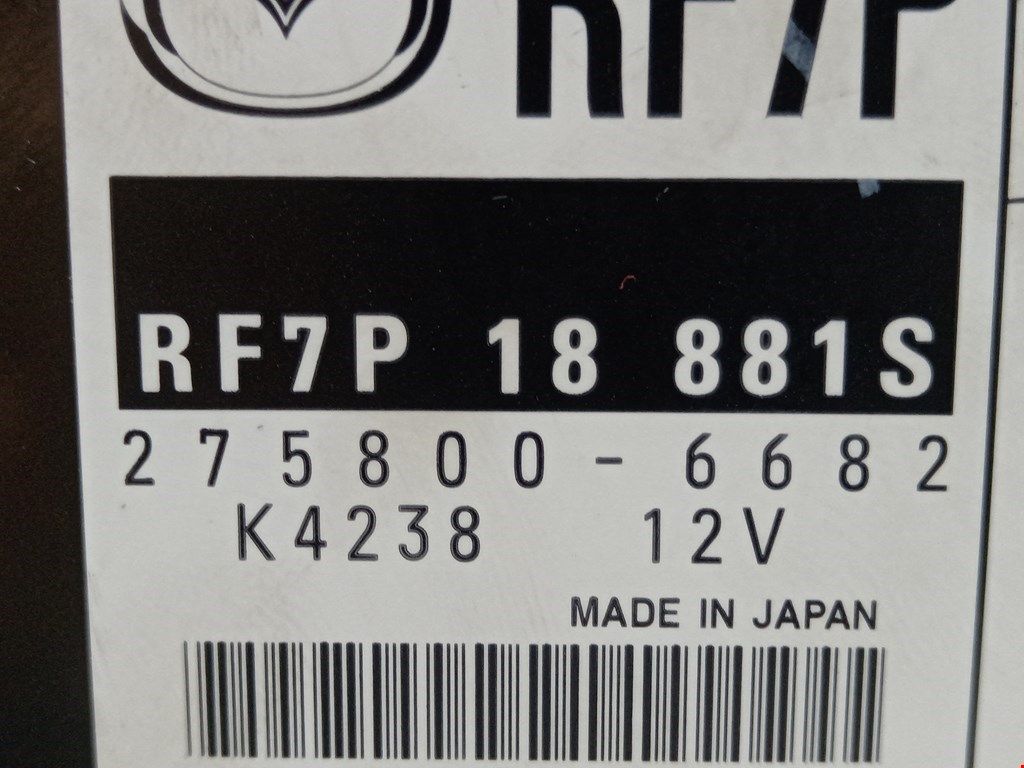 RF7P
RF7P 18 881S
275800-6682
K4238 12V
MADE IN JAPAN